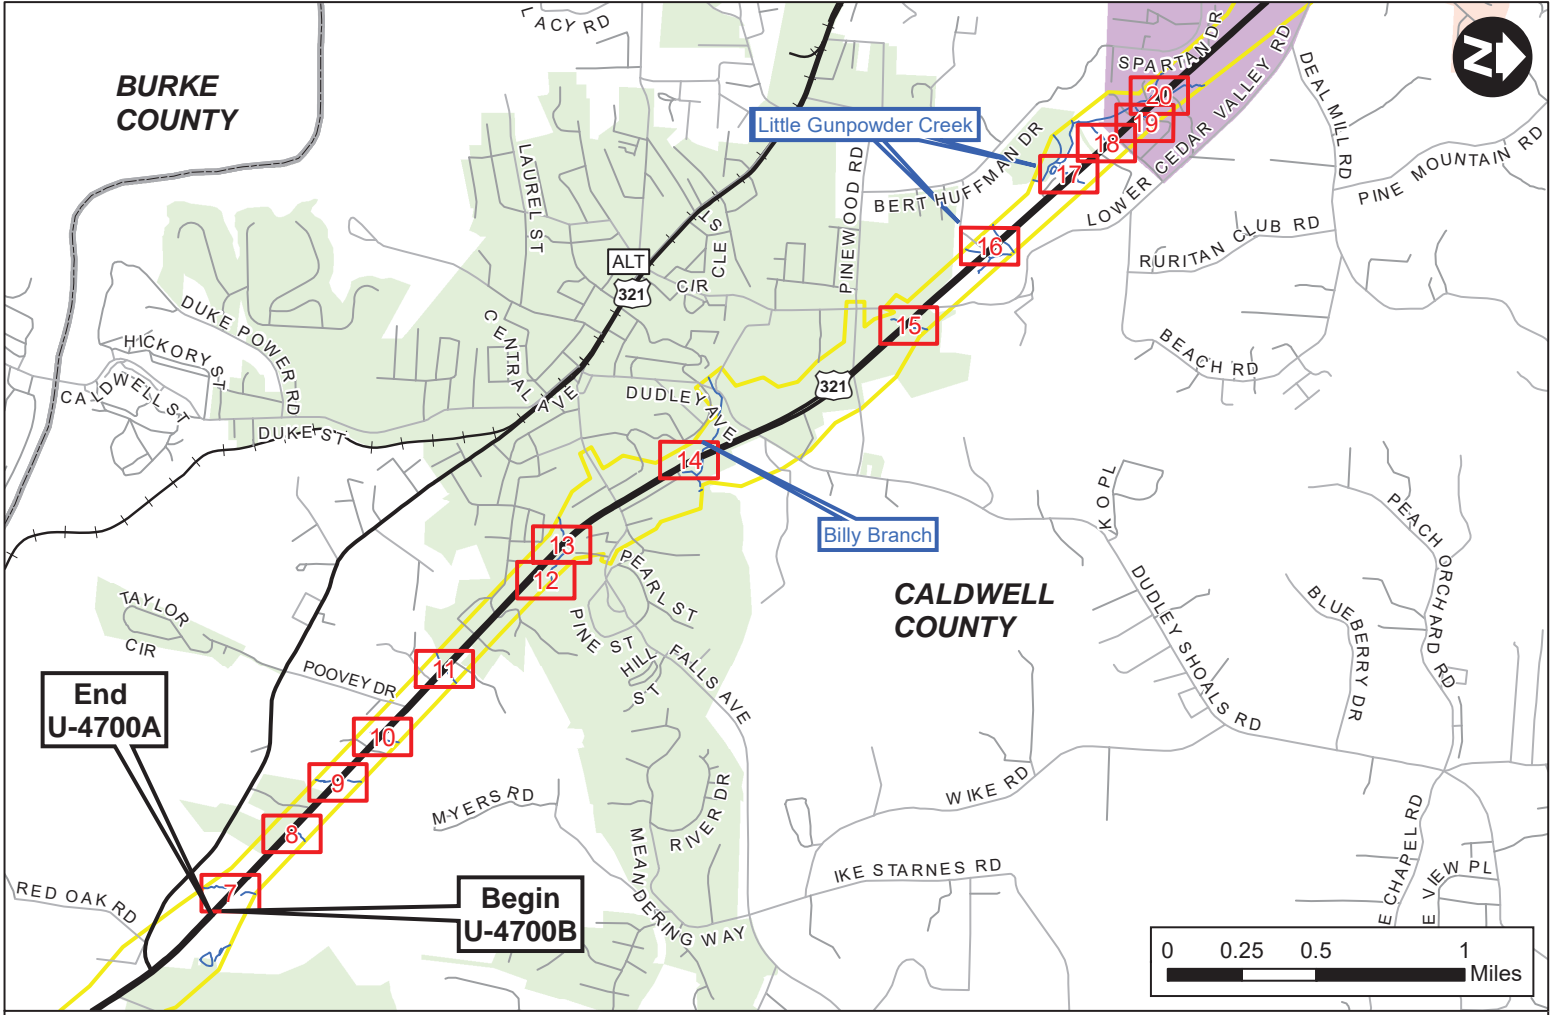 LACY RD
BURKE
COUNTY
SPARTAN DR
N
DEAL MILL RD
20
19
18
17
Little Gunpowder Creek
BERT HUFFMAN DR
LOWER CEDAR VALLEY RD
PINE MOUNTAIN RD
LAUREL ST
PINEWOOD RD
CLE
ST
CIR
RURITAN CLUB RD
16
ALT
321
DUKE POWER RD
HICKORY ST
CALDWELL ST
CENTRAL AVE
15
BEACH RD
321
DUDLEY AVE
DUKE ST
14
Billy Branch
K O PL
PEACH ORCHARD RD
13
12
PEARL ST
PINE
ST
HILL
ST
FALLS AVE
CALDWELL
COUNTY
DUDLEY SHOALS RD
BLUEBERRY DR
TAYLOR
CIR
POOVEY DR
11
End
U-4700A
10
9
8
7
MYERS RD
RIVER DR
WIKE RD
MEANDERING WAY
IKE STARNES RD
E CHAPEL RD
E VIEW PL
RED OAK RD
Begin
U-4700B
0 0.25 0.5 1
Miles